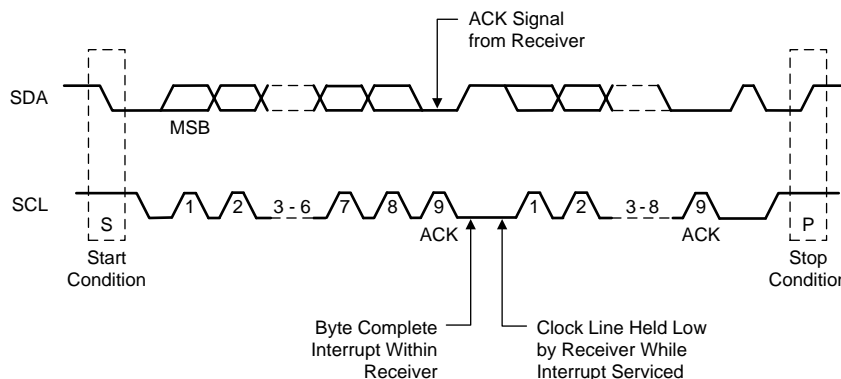 ACK Signal
from Receiver
SDA
MSB
SCL
S 1 2 3 - 6 7 8 9 1 2 3 - 8 9 P
ACK ACK
Start
Condition
Stop
Condition
Byte Complete
Interrupt Within
Receiver
Clock Line Held Low
by Receiver While
Interrupt Serviced